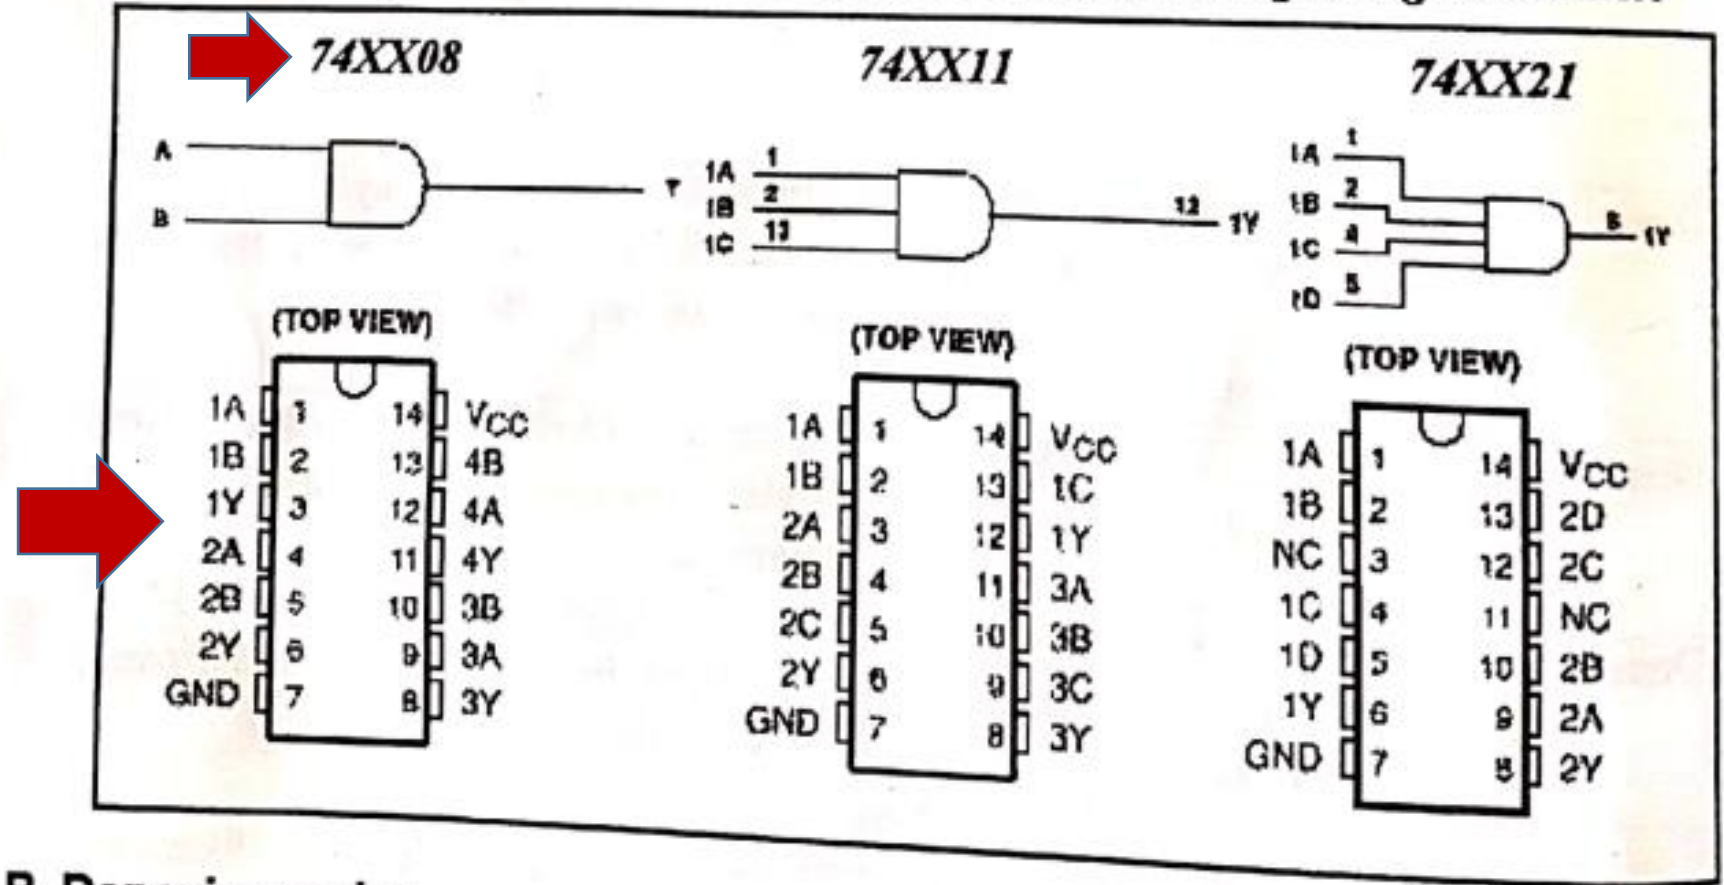 74XX08
A
B
(TOP VIEW)
1A 1 14 VCC
1B 2 13 4B
1Y 3 12 4A
2A 4 11 4Y
2B 5 10 3B
2Y 6 9 3A
GND 7 8 3Y
74XX11
1A 1
1B 2
1C 13
12 1Y
(TOP VIEW)
1A 1 14 VCC
1B 2 13 1C
2A 3 12 1Y
2B 4 11 3A
2C 5 10 3B
2Y 6 9 3C
GND 7 8 3Y
74XX21
1A 1
1B 2
1C 4
1D 5
1Y
(TOP VIEW)
1A 1 14 VCC
1B 2 13 2D
NC 3 12 2C
1C 4 11 NC
1D 5 10 2B
1Y 6 9 2A
GND 7 8 2Y